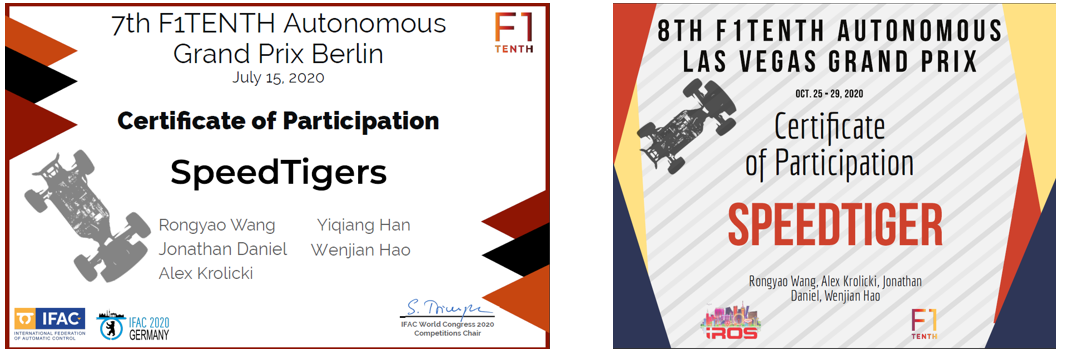 7th F1TENTH Autonomous
Grand Prix Berlin
July 15, 2020
F1
TENTH
Certificate of Participation
SpeedTigers
Rongyao Wang Yiqiang Han
Jonathan Daniel Wenjian Hao
Alex Krolicki
IFAC
INTERNATIONAL FEDERATION
OF AUTOMATIC CONTROL
IFAC 2020
GERMANY
IFAC World Congress 2020
Competitions Chair
8TH F1TENTH AUTONOMOUS
LAS VEGAS GRAND PRIX
OCT. 25 - 29, 2020
Certificate
of Participation
SPEEDTIGER
Rongyao Wang, Alex Krolicki, Jonathan
Daniel, Wenjian Hao
IROS
F1
TENTH